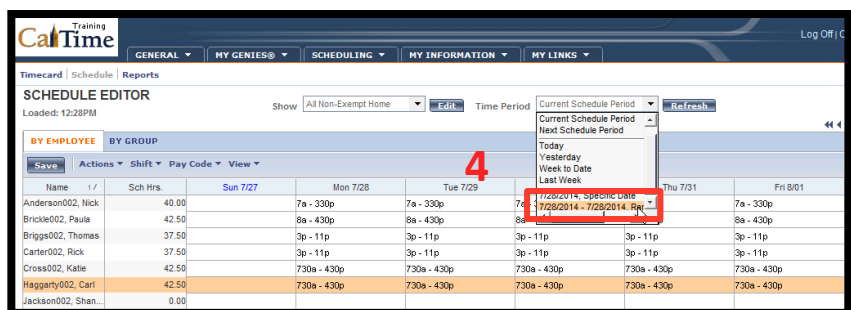 Training
CalTime
Log Off |
GENERAL MY GENIES® SCHEDULING MY INFORMATION MY LINKS
Timecard | Schedule | Reports
SCHEDULE EDITOR
Show All Non-Exempt Home Edit Time Period Current Schedule Period Refresh
Loaded: 12:28PM
Current Schedule Period
Next Schedule Period
BY EMPLOYEE BY GROUP
Today
Yesterday
Save Actions Shift Pay Code View
4
Week to Date
Last Week
Name 1/ Sch Hrs. Sun 7/27 Mon 7/28 Tue 7/29 Thu 7/31 Fri 8/01
7/28/2014, Specific Date
Anderson002, Nick 40.00 7a - 330p 7a - 330p 7a - 7/28/2014 - 7/28/2014. 7a - 330p
Brickle002, Paula 42.50 8a - 430p 8a - 430p 8a - 8a - 430p
Briggs002, Thomas 37.50 3p - 11p 3p - 11p 3p - 11p 3p - 11p 3p - 11p
Carter002, Rick 37.50 3p - 11p 3p - 11p 3p - 11p 3p - 11p 3p - 11p
Cross002, Katie 42.50 730a - 430p 730a - 430p 730a - 430p 730a - 430p 730a - 430p
Haggarty002, Carl 42.50 730a - 430p 730a - 430p 730a - 430p 730a - 430p 730a - 430p
Jackson002, Shan... 0.00